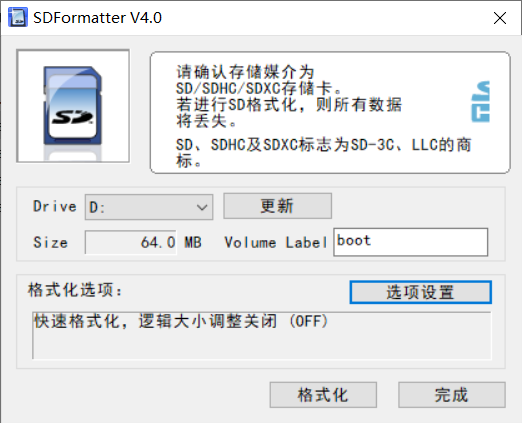 SDFormatter V4.0
请确认存储媒介为
SD/SDHC/SDXC存储卡。
若进行SD格式化，则所有数据
将丢失。
SD、SDHC及SDXC标志为SD-3C、LLC的商
标。
SD
Drive D: 更新
Size 64.0 MB Volume Label boot
格式化选项： 选项设置
快速格式化，逻辑大小调整关闭 (OFF)
格式化 完成